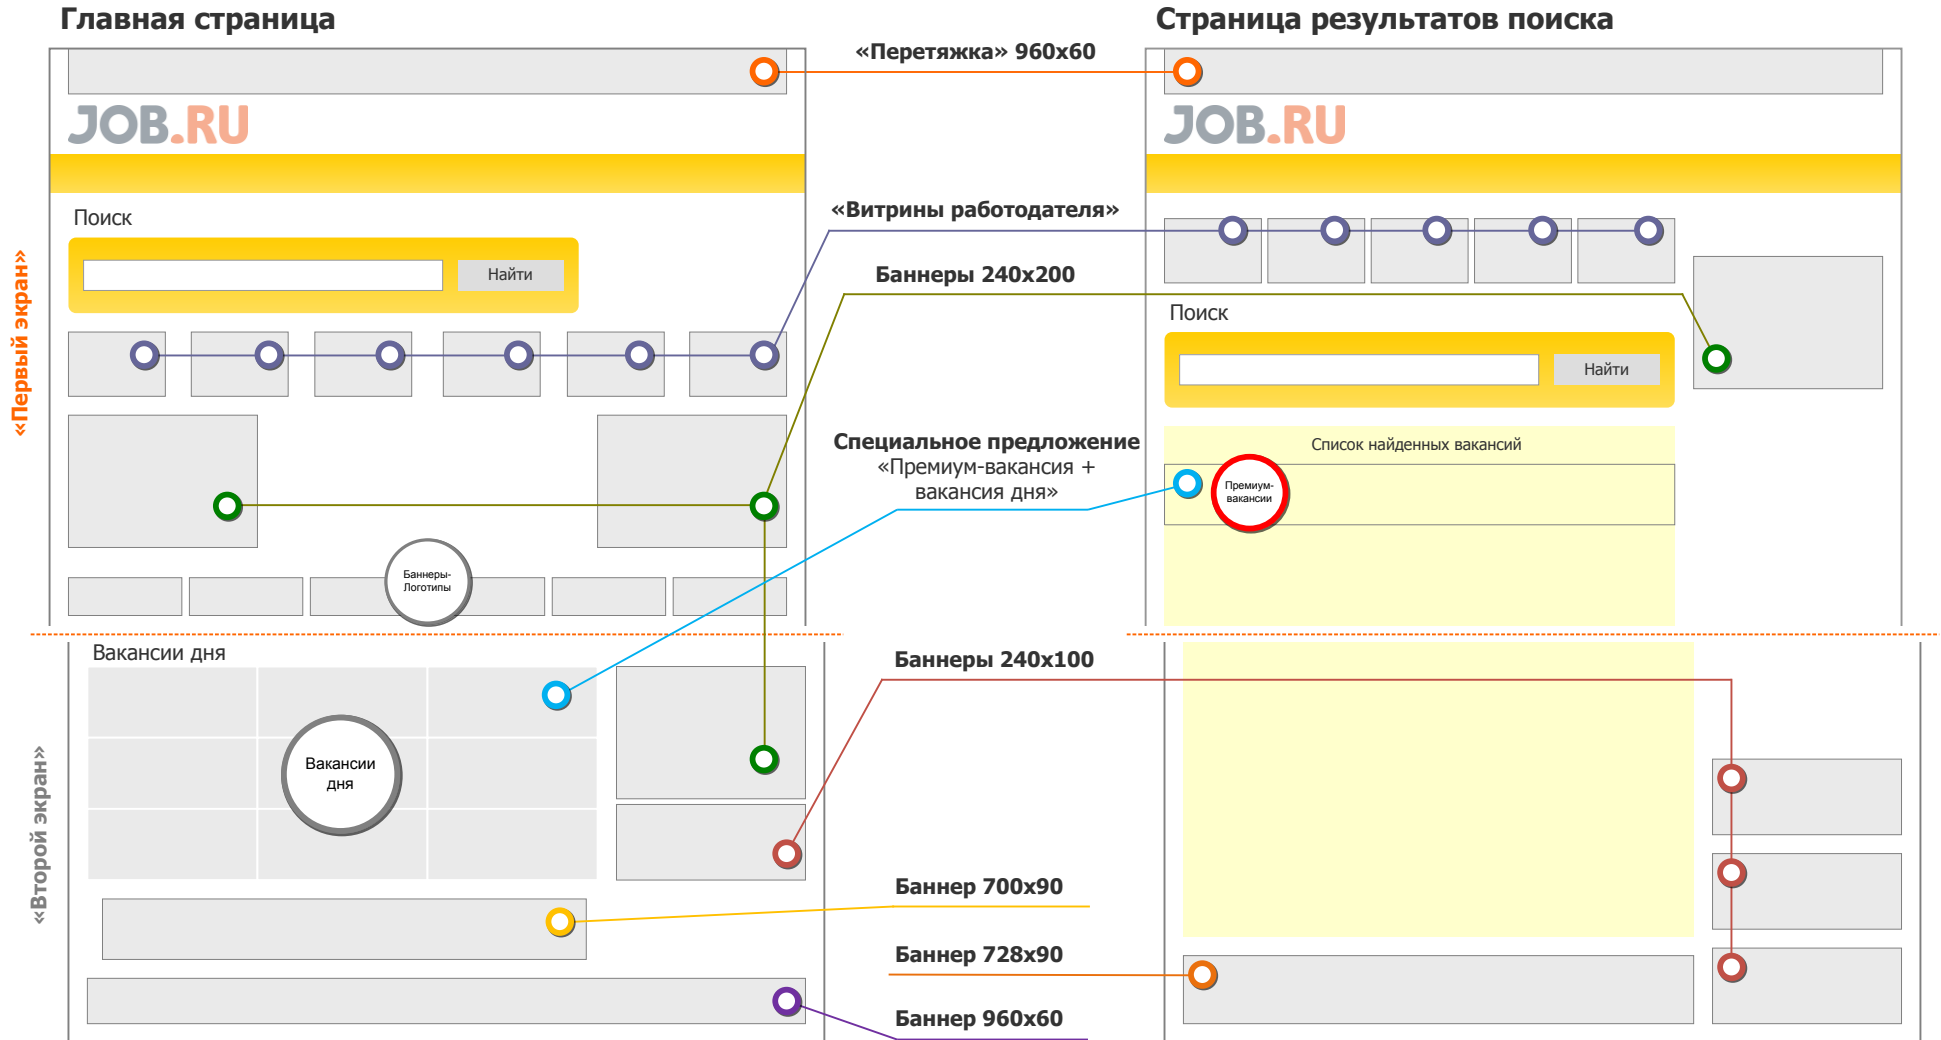 Главная страница
Страница результатов поиска
«Перетяжка» 960x60
JOB.RU
JOB.RU
«Первый экран»
Поиск
Найти
«Витрины работодателя»
Баннеры 240x200
Поиск
Найти
Специальное предложение
«Премиум-вакансия +
вакансия дня»
Список найденных вакансий
Премиум-
вакансии
Баннеры-
Логотипы
«Второй экран»
Вакансии дня
Вакансии
дня
Баннеры 240x100
Баннер 700x90
Баннер 728x90
Баннер 960x60